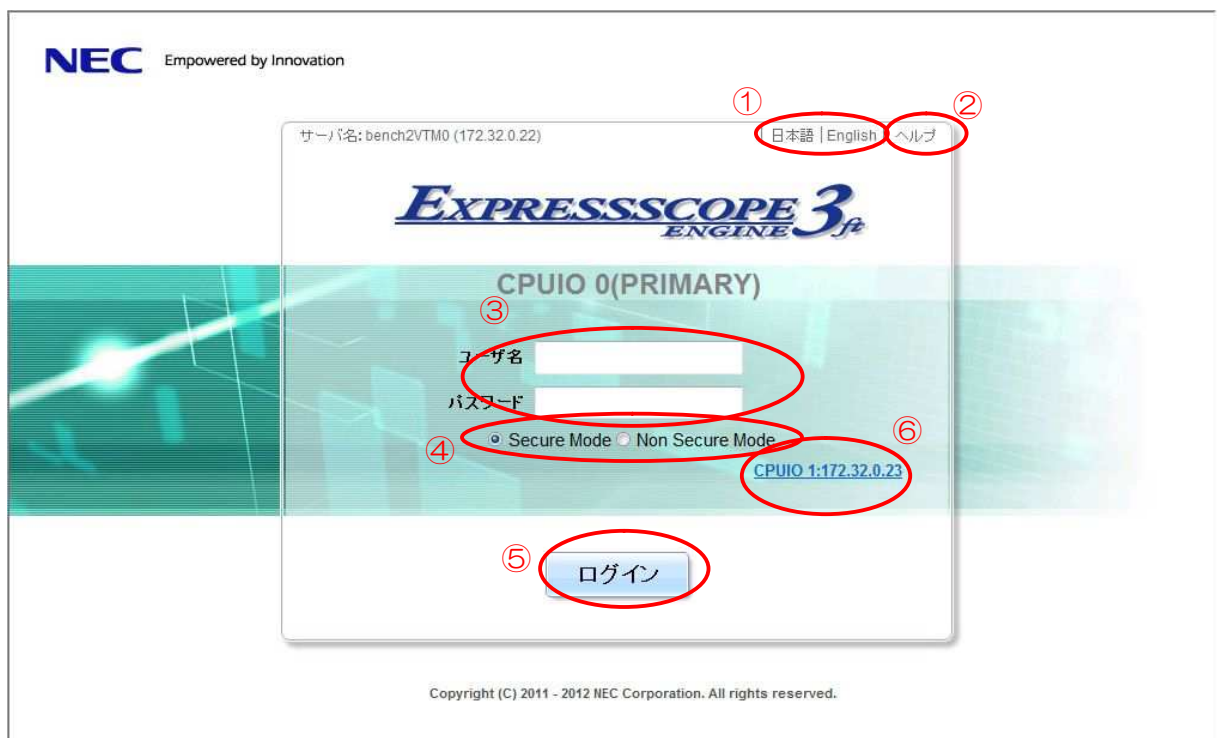 NEC Empowered by Innovation
① ②
サーバ名: bench2VTM0 (172.32.0.22) 日本語 | English ヘルプ
EXPRESSSCOPE 3 ft
ENGINE
CPUIO 0(PRIMARY)
③
ユーザ名
パスワード
④ Secure Mode Non Secure Mode ⑥
CPUIO 1:172.32.0.23
⑤ ログイン
Copyright (C) 2011 - 2012 NEC Corporation. All rights reserved.